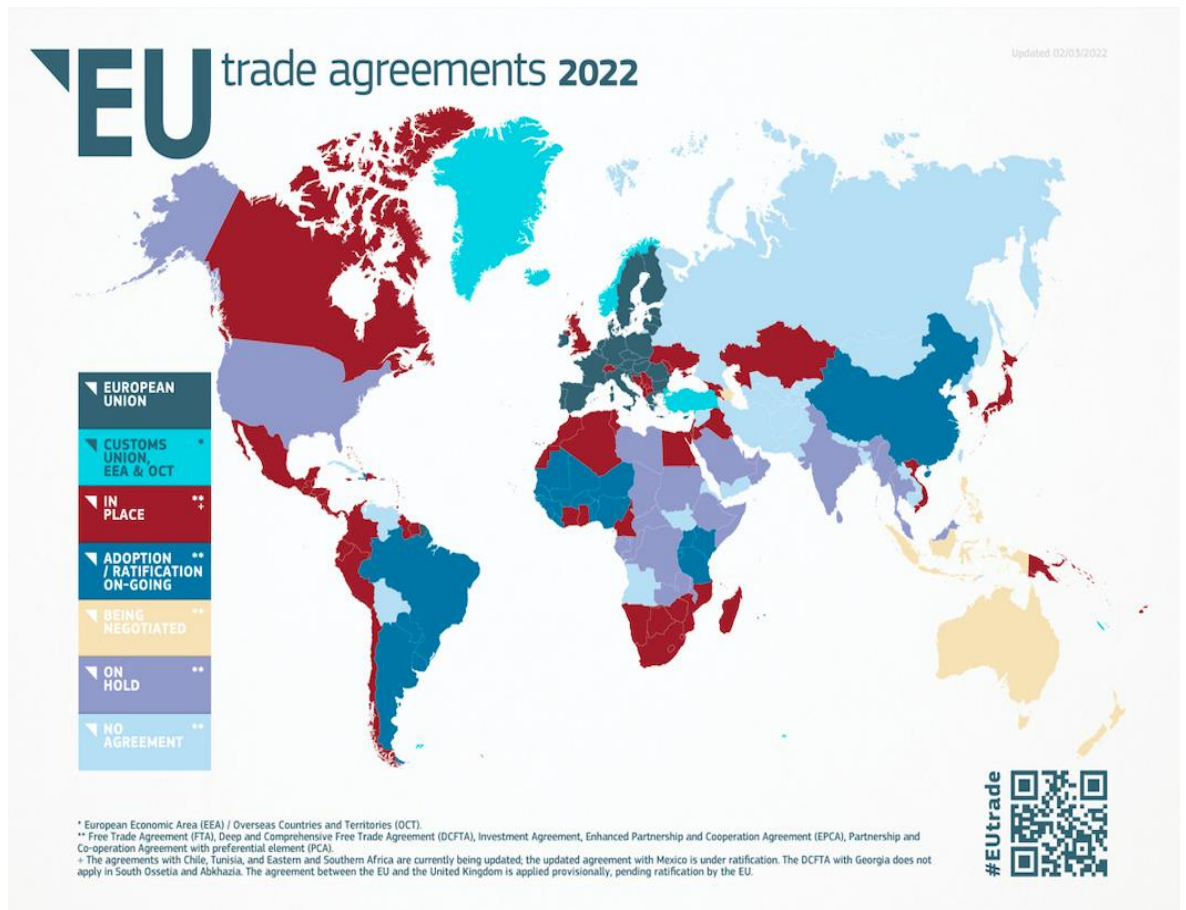 EU trade agreements 2022
Updated 02/03/2022
EUROPEAN
UNION
CUSTOMS *
UNION,
EEA & OCT
IN **
PLACE +
ADOPTION **
/ RATIFICATION
ON-GOING
BEING **
NEGOTIATED
ON **
HOLD
NO **
AGREEMENT
#EUtrade
* European Economic Area (EEA) / Overseas Countries and Territories (OCT).
** Free Trade Agreement (FTA), Deep and Comprehensive Free Trade Agreement (DCFTA), Investment Agreement, Enhanced Partnership and Cooperation Agreement (EPCA), Partnership and
Co-operation Agreement with preferential element (PCA).
+ The agreements with Chile, Tunisia, and Eastern and Southern Africa are currently being updated; the updated agreement with Mexico is under ratification. The DCFTA with Georgia does not
apply in South Ossetia and Abkhazia. The agreement between the EU and the United Kingdom is applied provisionally, pending ratification by the EU.